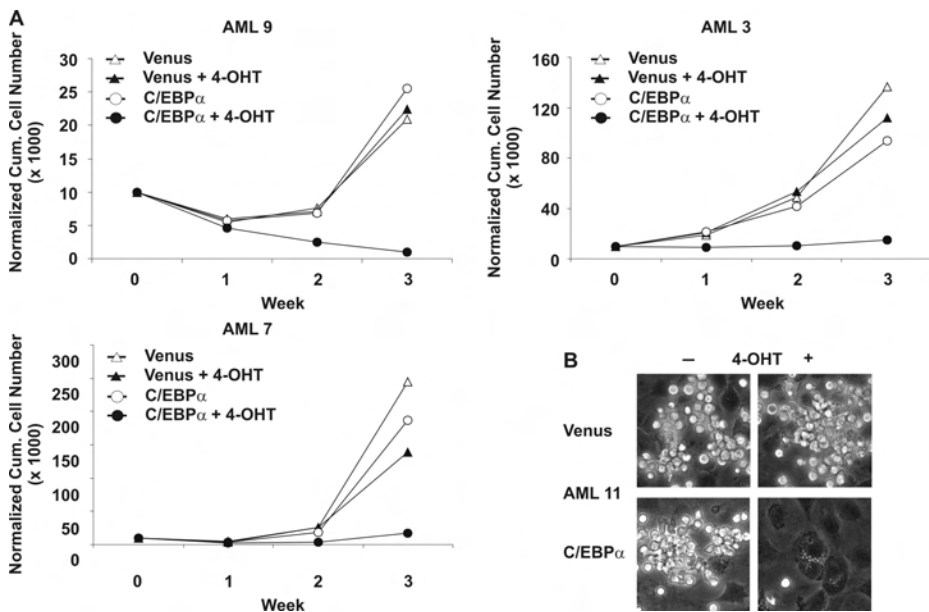 A
AML 9
Normalized Cum. Cell Number
(x 1000)
30
25
20
15
10
5
0
Venus
Venus + 4-OHT
C/EBPα
C/EBPα + 4-OHT
0 1 2 3
Week
AML 3
Normalized Cum. Cell Number
(x 1000)
160
120
80
40
0
Venus
Venus + 4-OHT
C/EBPα
C/EBPα + 4-OHT
0 1 2 3
Week
AML 7
Normalized Cum. Cell Number
(x 1000)
300
250
200
150
100
50
0
Venus
Venus + 4-OHT
C/EBPα
C/EBPα + 4-OHT
0 1 2 3
Week
B
– 4-OHT +
Venus
AML 11
C/EBPα